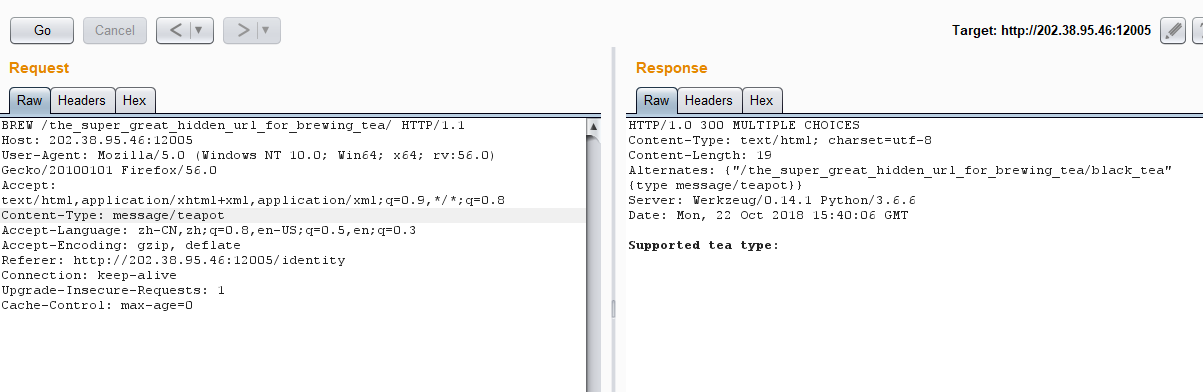 Go Cancel < ▼ > ▼ Target: http://202.38.95.46:12005
Request
Raw Headers Hex
BREW /the_super_great_hidden_url_for_brewing_tea/ HTTP/1.1
Host: 202.38.95.46:12005
User-Agent: Mozilla/5.0 (Windows NT 10.0; Win64; x64; rv:56.0)
Gecko/20100101 Firefox/56.0
Accept:
text/html,application/xhtml+xml,application/xml;q=0.9,*/*;q=0.8
Content-Type: message/teapot
Accept-Language: zh-CN,zh;q=0.8,en-US;q=0.5,en;q=0.3
Accept-Encoding: gzip, deflate
Referer: http://202.38.95.46:12005/identity
Connection: keep-alive
Upgrade-Insecure-Requests: 1
Cache-Control: max-age=0
Response
Raw Headers Hex
HTTP/1.0 300 MULTIPLE CHOICES
Content-Type: text/html; charset=utf-8
Content-Length: 19
Alternates: {"/the_super_great_hidden_url_for_brewing_tea/black_tea"
{type message/teapot}}
Server: Werkzeug/0.14.1 Python/3.6.6
Date: Mon, 22 Oct 2018 15:40:06 GMT
Supported tea type: